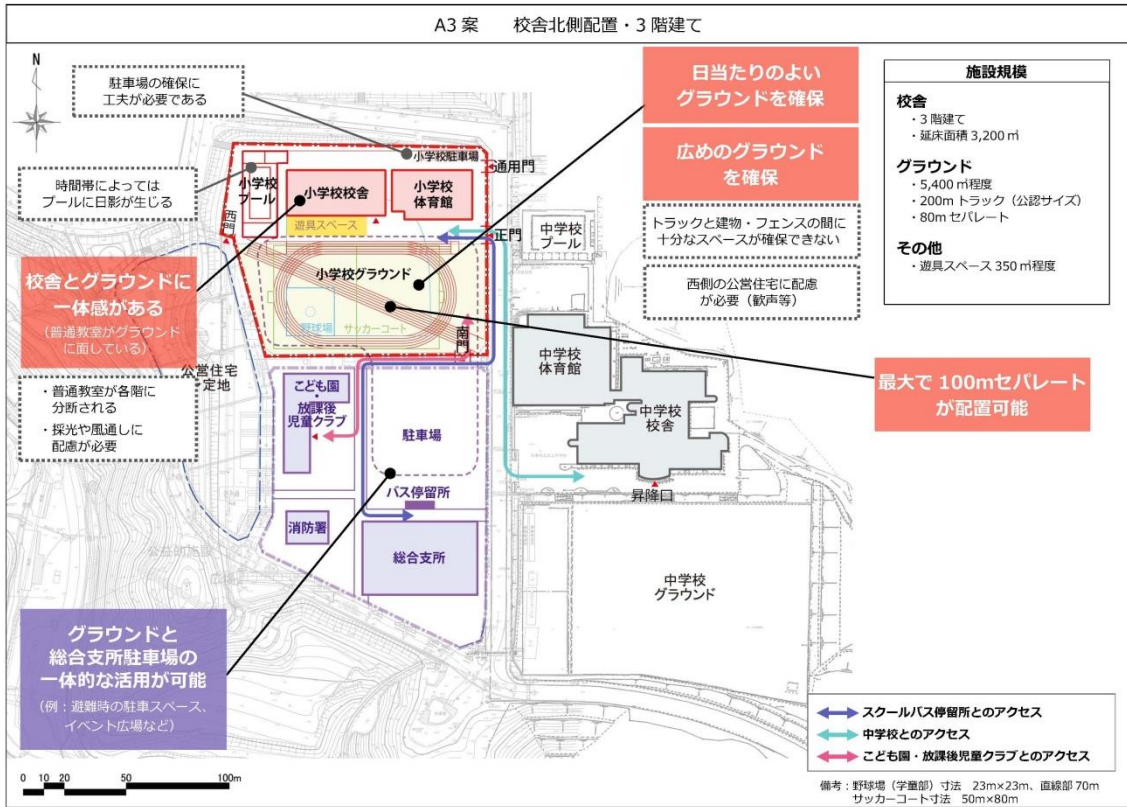 A3 案　　校舎北側配置・3 階建て
N
駐車場の確保に
工夫が必要である
日当たりのよい
グラウンドを確保
施設規模
校舎
・3 階建て
・延床面積 3,200 ㎡
グラウンド
・5,400 ㎡程度
・200m トラック（公認サイズ）
・80m セパレート
その他
・遊具スペース 350 ㎡程度
広めのグラウンド
を確保
小学校駐車場
通用門
時間帯によっては
プールに日影が生じる
小学校
プール
小学校校舎
小学校
体育館
西門
遊具スペース
正門
中学校
プール
トラックと建物・フェンスの間に
十分なスペースが確保できない
西側の公営住宅に配慮
が必要（歓声等）
校舎とグラウンドに
一体感がある
（普通教室がグラウンド
に面している）
小学校グラウンド
野球場
サッカーコート
南門
公営住宅
予定地
・普通教室が各階に
分断される
・採光や風通しに
配慮が必要
こども園・
放課後
児童クラブ
駐車場
中学校
体育館
中学校
校舎
最大で 100mセパレート
が配置可能
バス停留所
昇降口
消防署
総合支所
公益的施設
広場
中学校
グラウンド
グラウンドと
総合支所駐車場の
一体的な活用が可能
（例：避難時の駐車スペース、
イベント広場など）
スクールバス停留所とのアクセス
中学校とのアクセス
こども園・放課後児童クラブとのアクセス
0 10 20 50 100m
備考：野球場（学童部）寸法　23m×23m、直線部 70m
サッカーコート寸法　50m×80m